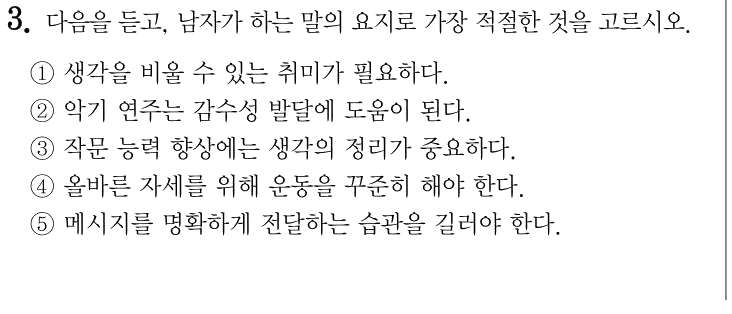 3. 다음을 듣고, 남자가 하는 말의 요지로 가장 적절한 것을 고르시오.
① 생각을 비울 수 있는 취미가 필요하다.
② 악기 연주는 감수성 발달에 도움이 된다.
③ 작문 능력 향상에는 생각의 정리가 중요하다.
④ 올바른 자세를 위해 운동을 꾸준히 해야 한다.
⑤ 메시지를 명확하게 전달하는 습관을 길러야 한다.